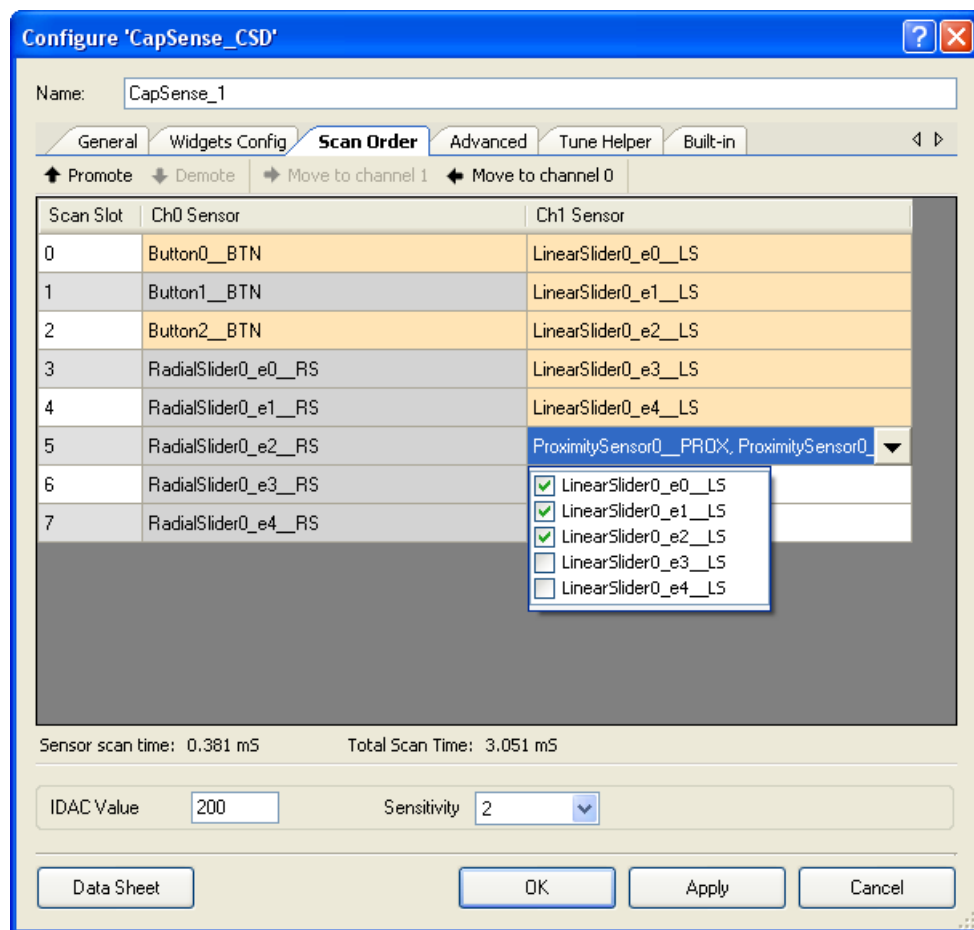 Configure 'CapSense_CSD'
Name: CapSense_1
General Widgets Config Scan Order Advanced Tune Helper Built-in
Promote Demote Move to channel 1 Move to channel 0
Scan Slot Ch0 Sensor Ch1 Sensor
0 Button0__BTN LinearSlider0_e0__LS
1 Button1__BTN LinearSlider0_e1__LS
2 Button2__BTN LinearSlider0_e2__LS
3 RadialSlider0_e0__RS LinearSlider0_e3__LS
4 RadialSlider0_e1__RS LinearSlider0_e4__LS
5 RadialSlider0_e2__RS ProximitySensor0__PROX, ProximitySensor0_
6 RadialSlider0_e3__RS
7 RadialSlider0_e4__RS
LinearSlider0_e0__LS
LinearSlider0_e1__LS
LinearSlider0_e2__LS
LinearSlider0_e3__LS
LinearSlider0_e4__LS
Sensor scan time: 0.381 mS Total Scan Time: 3.051 mS
IDAC Value 200 Sensitivity 2
Data Sheet OK Apply Cancel